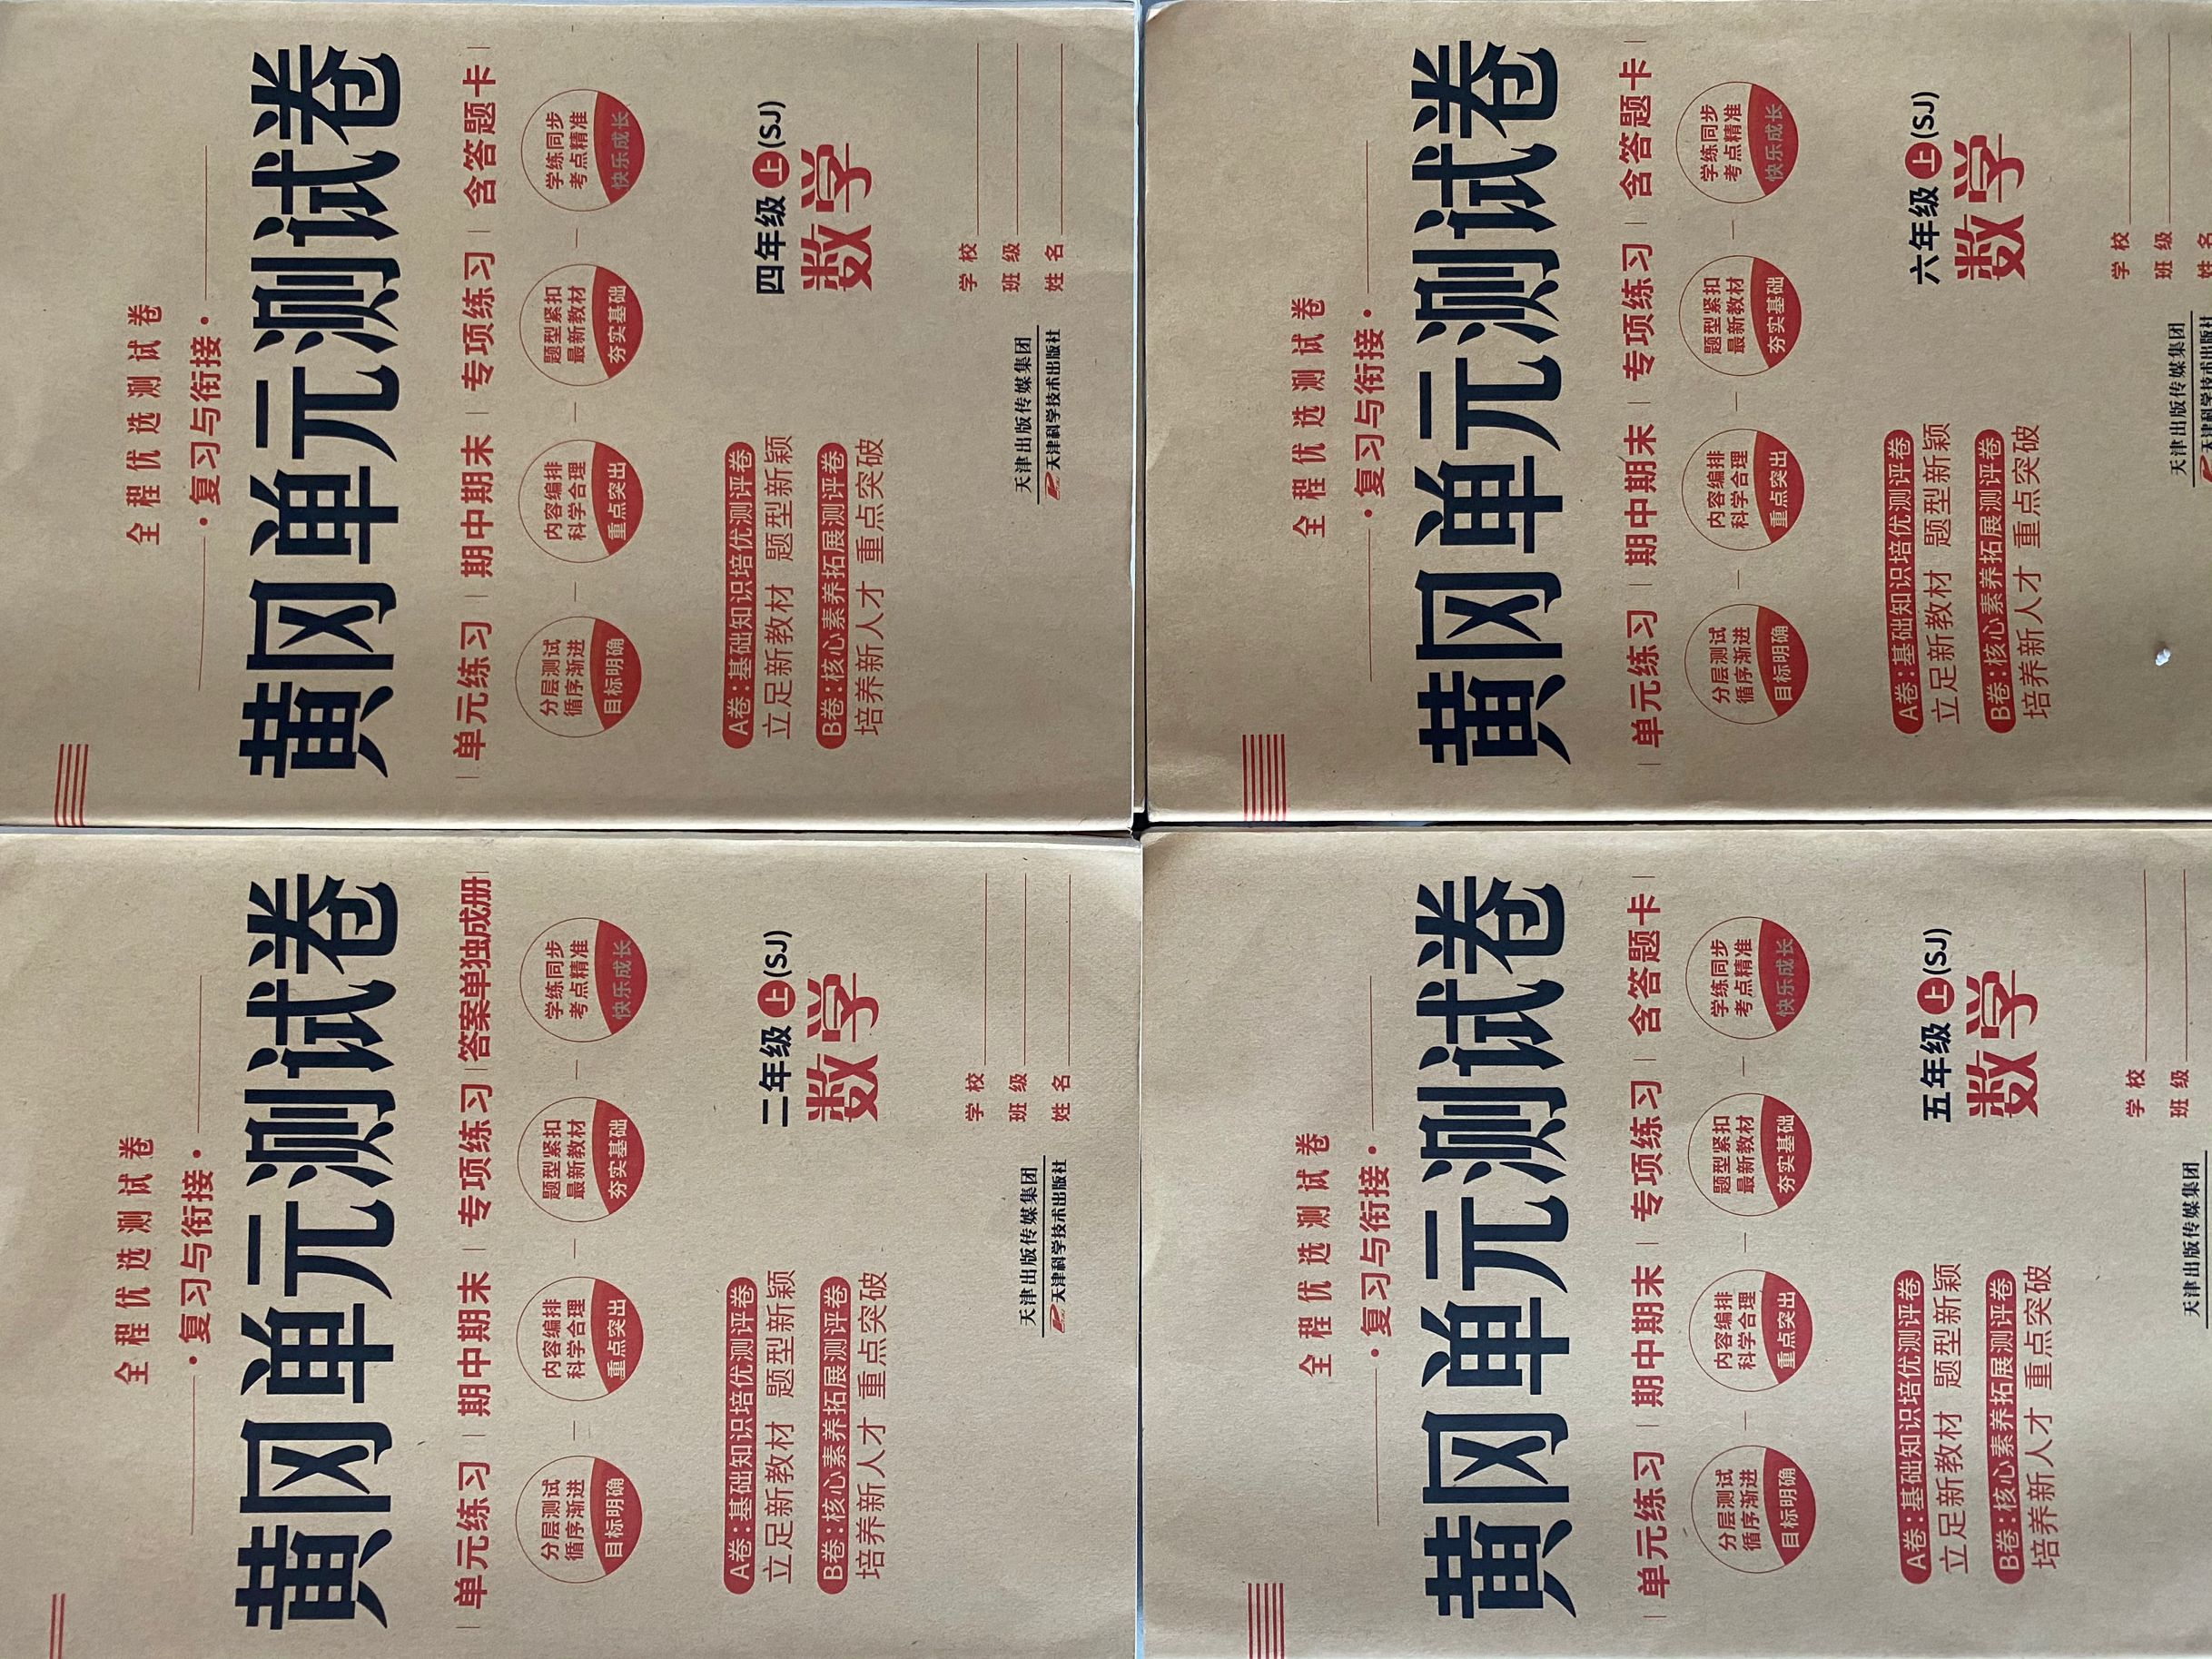 全程优选测试卷
·复习与衔接·
黄冈单元测试卷
|单元练习|期中期末|专项练习|答案单独成册|
分层测试
循序渐进
目标明确
内容编排
科学合理
重点突出
题型紧扣
最新教材
夯实基础
学练同步
考点精准
快乐成长
A卷:基础知识培优测评卷
立足新教材 题型新颖
B卷:核心素养拓展测评卷
培养新人才 重点突破
二年级上(SJ)
数学
学校
班级
姓名
天津出版传媒集团
天津科学技术出版社
全程优选测试卷
·复习与衔接·
黄冈单元测试卷
|单元练习|期中期末|专项练习|含答题卡|
分层测试
循序渐进
目标明确
内容编排
科学合理
重点突出
题型紧扣
最新教材
夯实基础
学练同步
考点精准
快乐成长
A卷:基础知识培优测评卷
立足新教材 题型新颖
B卷:核心素养拓展测评卷
培养新人才 重点突破
四年级上(SJ)
数学
学校
班级
姓名
天津出版传媒集团
天津科学技术出版社
全程优选测试卷
·复习与衔接·
黄冈单元测试卷
|单元练习|期中期末|专项练习|含答题卡|
分层测试
循序渐进
目标明确
内容编排
科学合理
重点突出
题型紧扣
最新教材
夯实基础
学练同步
考点精准
快乐成长
A卷:基础知识培优测评卷
立足新教材 题型新颖
B卷:核心素养拓展测评卷
培养新人才 重点突破
五年级上(SJ)
数学
学校
班级
天津出版传媒集团
全程优选测试卷
·复习与衔接·
黄冈单元测试卷
|单元练习|期中期末|专项练习|含答题卡|
分层测试
循序渐进
目标明确
内容编排
科学合理
重点突出
题型紧扣
最新教材
夯实基础
学练同步
考点精准
快乐成长
A卷:基础知识培优测评卷
立足新教材 题型新颖
B卷:核心素养拓展测评卷
培养新人才 重点突破
六年级上(SJ)
数学
学校
班级
姓名
天津出版传媒集团
天津科学技术出版社